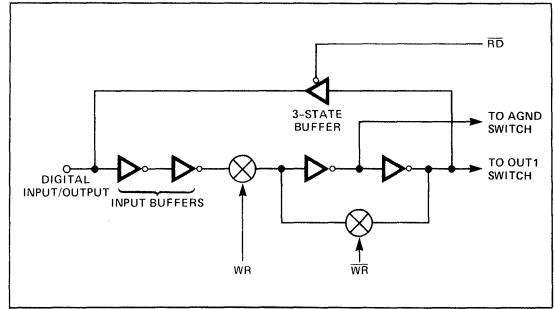 RD
3-STATE
BUFFER
TO AGND
SWITCH
TO OUT1
SWITCH
DIGITAL
INPUT/OUTPUT
INPUT BUFFERS
WR
WR